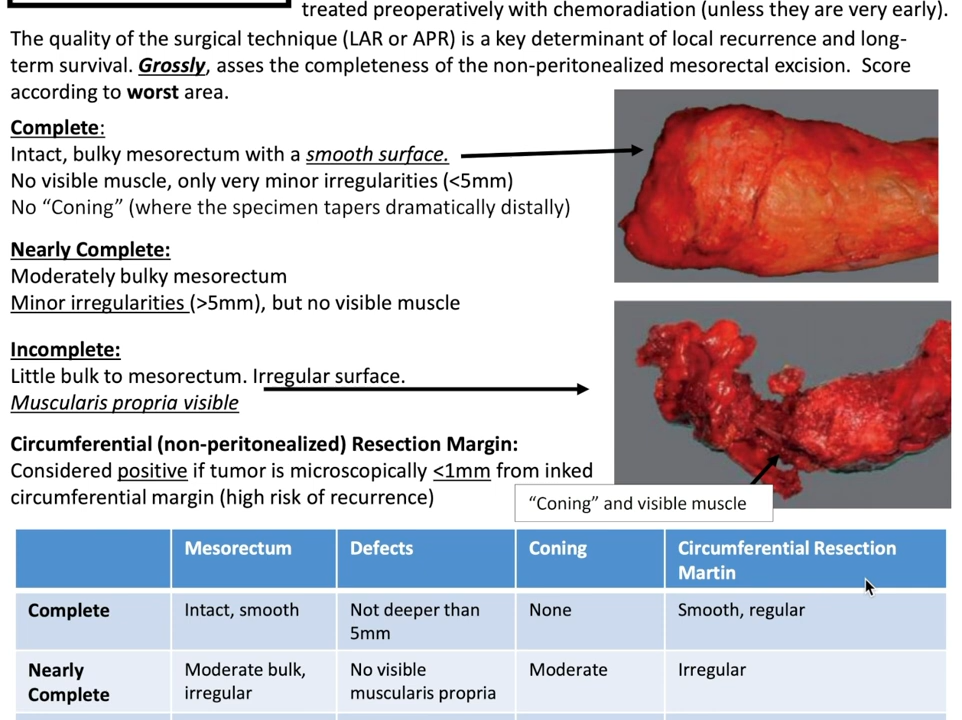 treated preoperatively with chemoradiation (unless they are very early).
The quality of the surgical technique (LAR or APR) is a key determinant of local recurrence and long-
term survival. Grossly, asses the completeness of the non-peritonealized mesorectal excision. Score
according to worst area.
Complete:
Intact, bulky mesorectum with a smooth surface.
No visible muscle, only very minor irregularities (<5mm)
No “Coning” (where the specimen tapers dramatically distally)
Nearly Complete:
Moderately bulky mesorectum
Minor irregularities (>5mm), but no visible muscle
Incomplete:
Little bulk to mesorectum. Irregular surface.
Muscularis propria visible
Circumferential (non-peritonealized) Resection Margin:
Considered positive if tumor is microscopically <1mm from inked
circumferential margin (high risk of recurrence)
“Coning” and visible muscle
Mesorectum Defects Coning Circumferential Resection
Martin
Complete Intact, smooth Not deeper than None Smooth, regular
5mm
Nearly Moderate bulk, No visible Moderate Irregular
Complete irregular muscularis propria